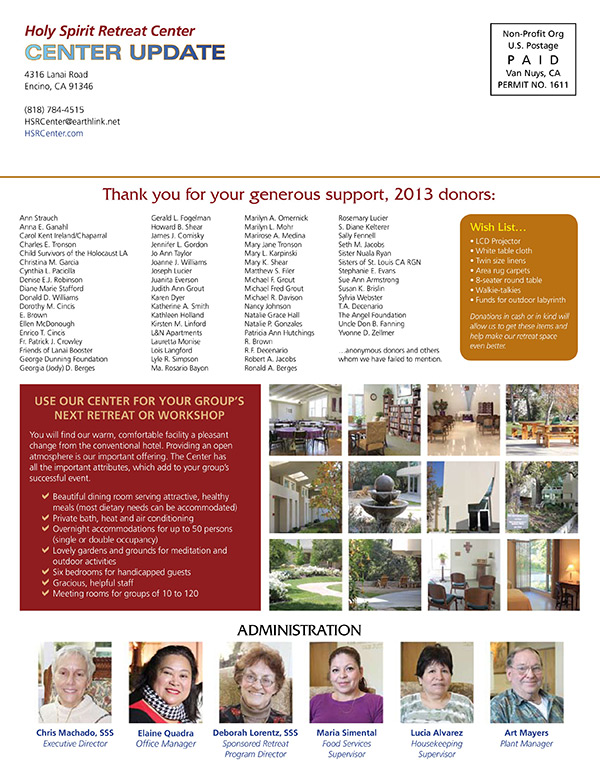 Holy Spirit Retreat Center
CENTER UPDATE
4316 Lanai Road
Encino, CA 91346
(818) 784-4515
HSRCenter@earthlink.net
HSRCenter.com
Non-Profit Org
U.S. Postage
P A I D
Van Nuys, CA
PERMIT NO. 1611
Thank you for your generous support, 2013 donors:
Ann Strauch
Anna E. Ganahl
Carol Kent Ireland/Chaparral
Charles E. Tronson
Child Survivors of the Holocaust LA
Christina M. Garcia
Cynthia L. Pacilla
Denise E.J. Robinson
Diane Marie Stafford
Donald D. Williams
Dorothy M. Cincis
E. Brown
Ellen McDonough
Enrico T. Cincis
Fr. Patrick J. Crowley
Friends of Lanai Booster
George Dunning Foundation
Georgia (Jody) D. Berges
Gerald L. Fogelman
Howard B. Shear
James J. Comisky
Jennifer L. Gordon
Jo Ann Taylor
Joanne J. Williams
Joseph Lucier
Juanita Everson
Judith Ann Grout
Karen Dyer
Katherine A. Smith
Kathleen Holland
Kirsten M. Linford
L&N Apartments
Lauretta Monise
Lois Langford
Lyle R. Simpson
Ma. Rosario Bayon
Marilyn A. Omernick
Marilyn L. Mohr
Marirose A. Medina
Mary Jane Tronson
Mary L. Karpinski
Mary K. Shear
Matthew S. Filer
Michael F. Grout
Michael Fred Grout
Michael R. Davison
Nancy Johnson
Natalie Grace Hall
Natalie P. Gonzales
Patricia Ann Hutchings
R. Brown
R.F. Decenario
Robert A. Jacobs
Ronald A. Berges
Rosemary Lucier
S. Diane Kelterer
Sally Fennell
Seth M. Jacobs
Sister Nuala Ryan
Sisters of St. Louis CA RGN
Stephanie E. Evans
Sue Ann Armstrong
Susan K. Brislin
Sylvia Webster
T.A. Decenario
The Angel Foundation
Uncle Don B. Fanning
Yvonne D. Zellmer
…anonymous donors and others
whom we have failed to mention.
Wish List…
• LCD Projector
• White table cloth
• Twin size linens
• Area rug carpets
• 8-seater round table
• Walkie-talkies
• Funds for outdoor labyrinth
Donations in cash or in kind will
allow us to get these items and
help make our retreat space
even better.
USE OUR CENTER FOR YOUR GROUP'S
NEXT RETREAT OR WORKSHOP
You will find our warm, comfortable facility a pleasant
change from the conventional hotel. Providing an open
atmosphere is our important offering. The Center has
all the important attributes, which add to your group's
successful event.
✓ Beautiful dining room serving attractive, healthy
meals (most dietary needs can be accommodated)
✓ Private bath, heat and air conditioning
✓ Overnight accommodations for up to 50 persons
(single or double occupancy)
✓ Lovely gardens and grounds for meditation and
outdoor activities
✓ Six bedrooms for handicapped guests
✓ Gracious, helpful staff
✓ Meeting rooms for groups of 10 to 120
ADMINISTRATION
Chris Machado, SSS
Executive Director
Elaine Quadra
Office Manager
Deborah Lorentz, SSS
Sponsored Retreat
Program Director
Maria Simental
Food Services
Supervisor
Lucia Alvarez
Housekeeping
Supervisor
Art Mayers
Plant Manager